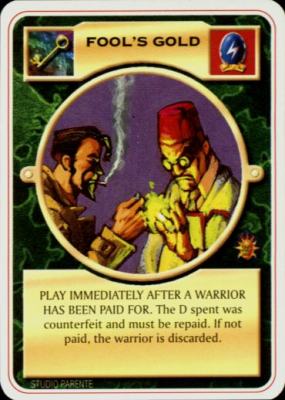 FOOL'S GOLD
PLAY IMMEDIATELY AFTER A WARRIOR
HAS BEEN PAID FOR. The D spent was
counterfeit and must be repaid. If not
paid, the warrior is discarded.
STUDIO PARENTE